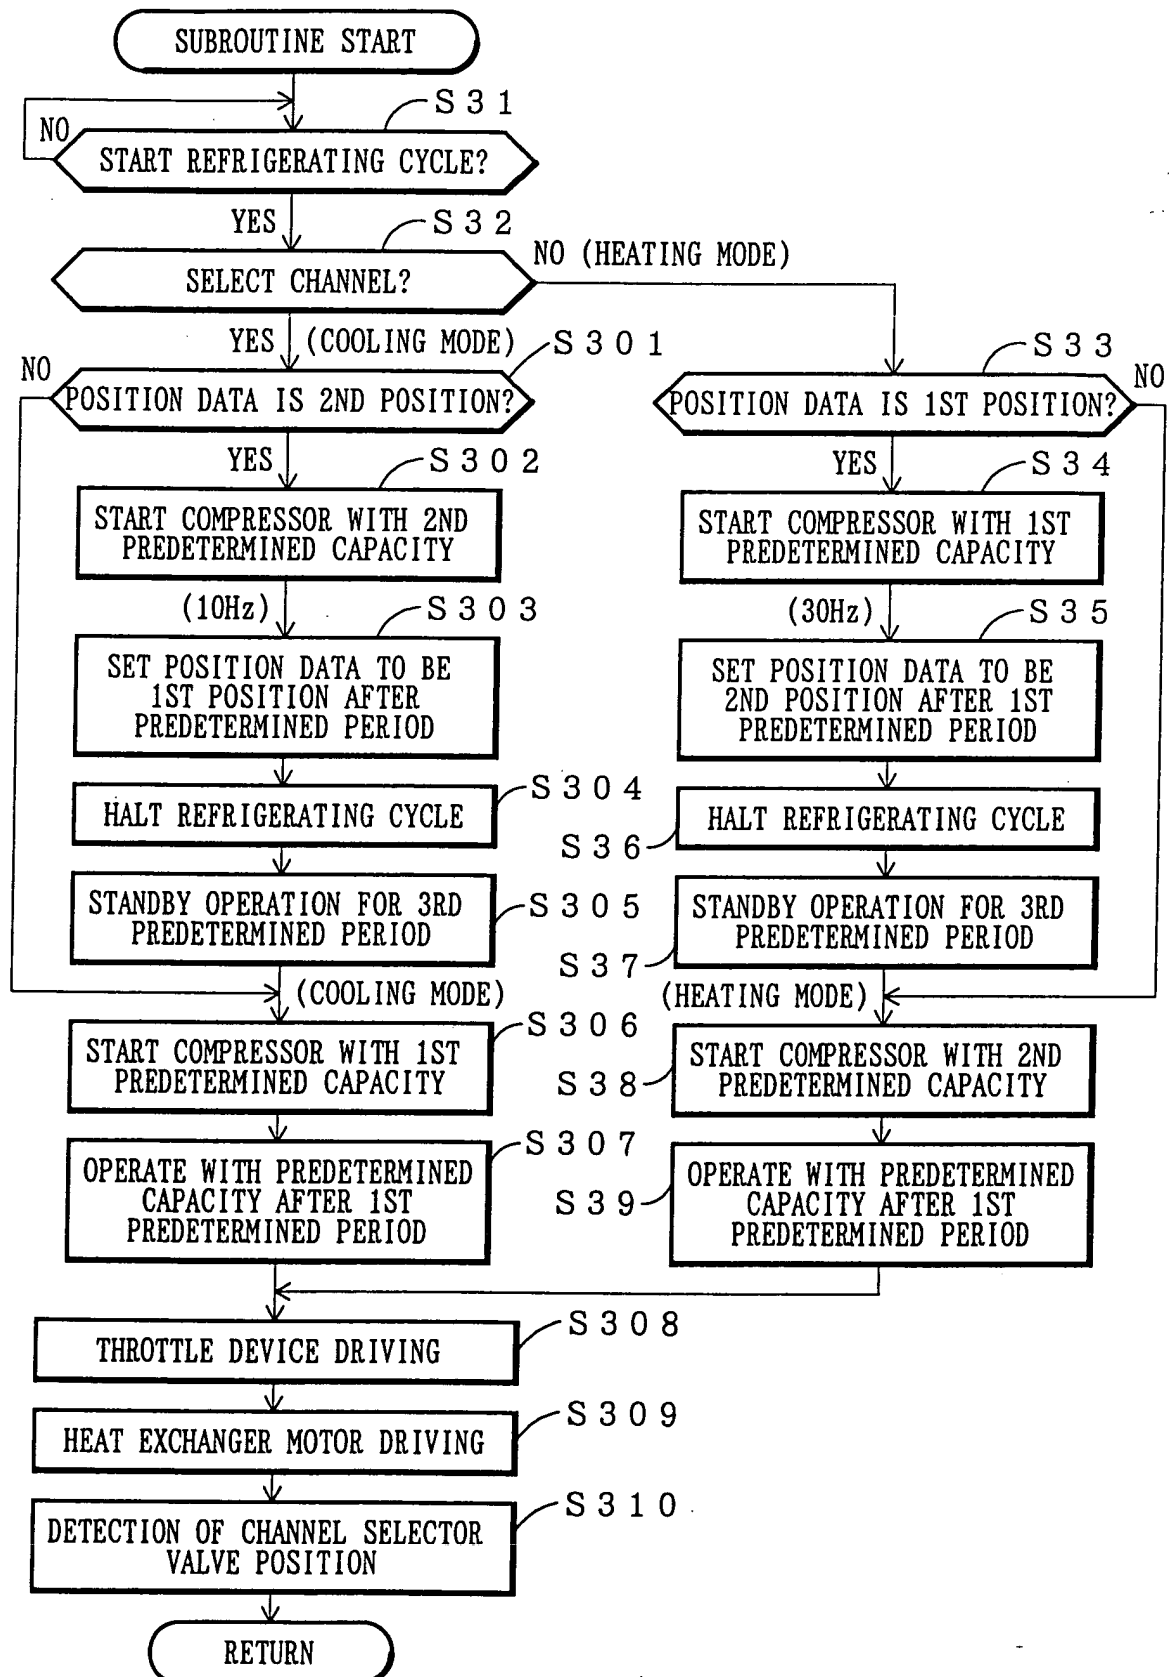 SUBROUTINE START
S31
NO
START REFRIGERATING CYCLE?
YES
S32
NO (HEATING MODE)
SELECT CHANNEL?
YES (COOLING MODE)
S301
NO
POSITION DATA IS 2ND POSITION?
YES
S302
START COMPRESSOR WITH 2ND
PREDETERMINED CAPACITY
(10Hz)
S303
SET POSITION DATA TO BE
1ST POSITION AFTER
PREDETERMINED PERIOD
S304
HALT REFRIGERATING CYCLE
S305
STANDBY OPERATION FOR 3RD
PREDETERMINED PERIOD
(COOLING MODE)
S306
START COMPRESSOR WITH 1ST
PREDETERMINED CAPACITY
S307
OPERATE WITH PREDETERMINED
CAPACITY AFTER 1ST
PREDETERMINED PERIOD
S33
NO
POSITION DATA IS 1ST POSITION?
YES
S34
START COMPRESSOR WITH 1ST
PREDETERMINED CAPACITY
(30Hz)
S35
SET POSITION DATA TO BE
2ND POSITION AFTER 1ST
PREDETERMINED PERIOD
S36
HALT REFRIGERATING CYCLE
S37
STANDBY OPERATION FOR 3RD
PREDETERMINED PERIOD
(HEATING MODE)
S38
START COMPRESSOR WITH 2ND
PREDETERMINED CAPACITY
S39
OPERATE WITH PREDETERMINED
CAPACITY AFTER 1ST
PREDETERMINED PERIOD
S308
THROTTLE DEVICE DRIVING
S309
HEAT EXCHANGER MOTOR DRIVING
S310
DETECTION OF CHANNEL SELECTOR
VALVE POSITION
RETURN